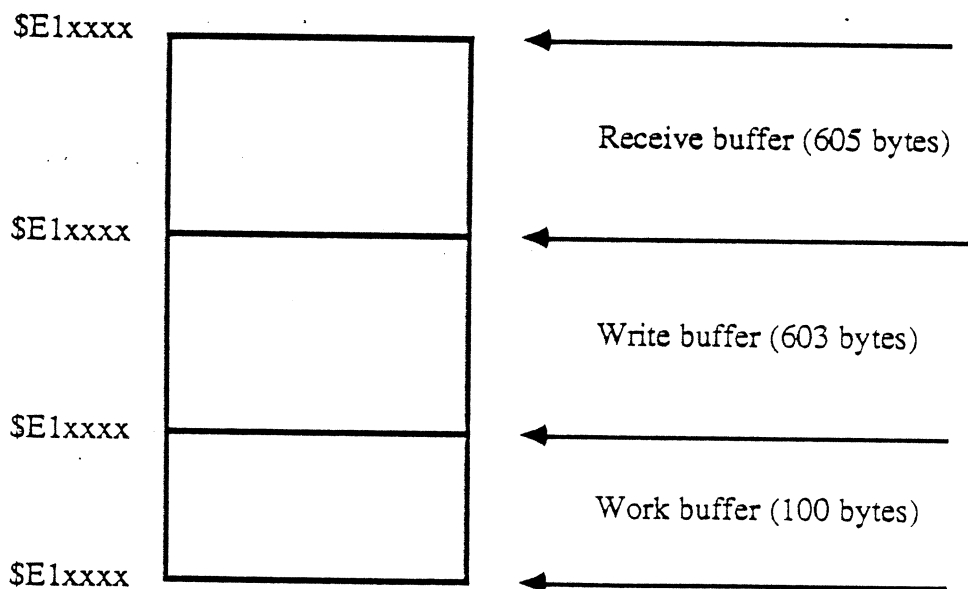 $E1xxxx
Receive buffer (605 bytes)
$E1xxxx
Write buffer (603 bytes)
$E1xxxx
Work buffer (100 bytes)
$E1xxxx